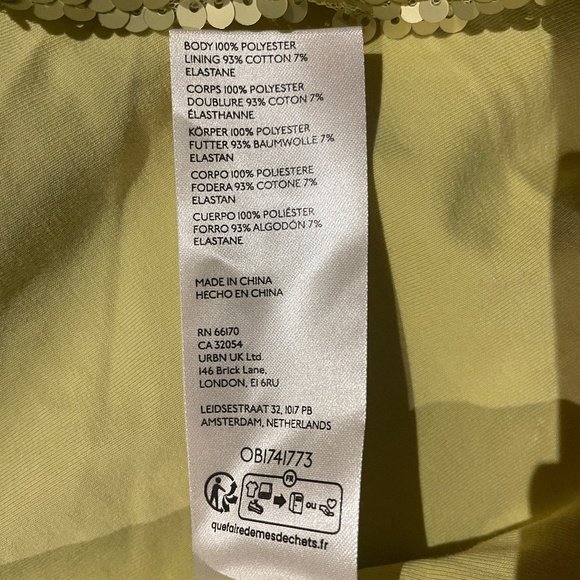 BODY 100% POLYESTER
LINING 93% COTTON 7%
ELASTANE
CORPS 100% POLYESTER
DOUBLURE 93% COTON 7%
ÉLASTHANNE
KÖRPER 100% POLYESTER
FUTTER 93% BAUMWOLLE 7%
ELASTAN
CORPO 100% POLIESTERE
FODERA 93% COTONE 7%
ELASTAN
CUERPO 100% POLIÉSTER
FORRO 93% ALGODÓN 7%
ELASTANE
MADE IN CHINA
HECHO EN CHINA
RN 66170
CA 32054
URBN UK Ltd.
146 Brick Lane,
LONDON, E1 6RU
LEIDSESTRAAT 32, 1017 PB
AMSTERDAM, NETHERLANDS
OB1741773
FR
OU
quefairedemesdechets.fr